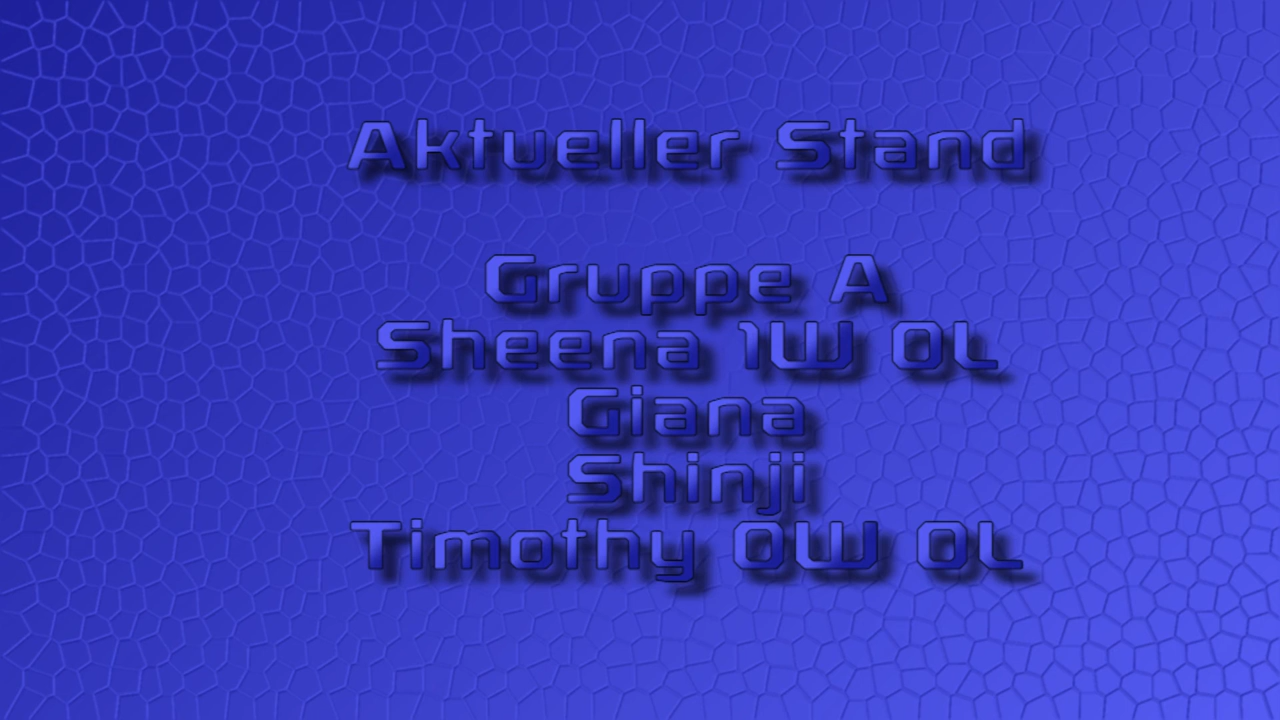 Aktueller Stand
Gruppe A
Sheena 1W 0L
Giana
Shinji
Timothy 0W 0L